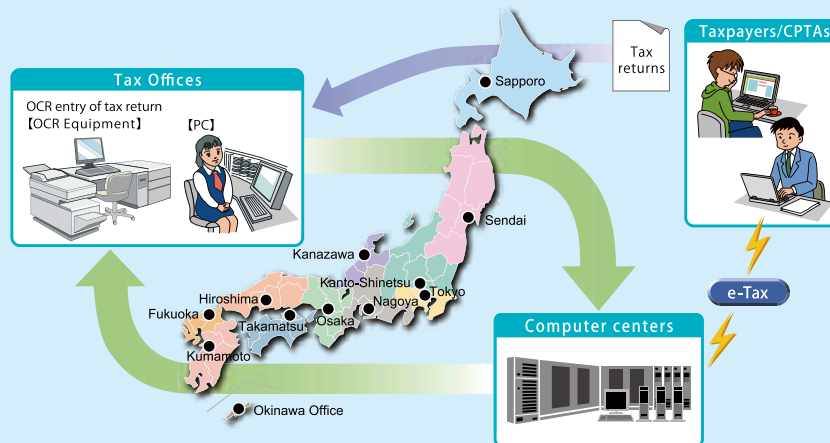 Tax Offices
OCR entry of tax return
【OCR Equipment】
【PC】
Tax
returns
Taxpayers/CPTAs
Sapporo
Sendai
Kanazawa
Kanto-Shinetsu
Tokyo
Nagoya
Hiroshima
Fukuoka
Takamatsu
Osaka
Kumamoto
Okinawa Office
e-Tax
Computer centers